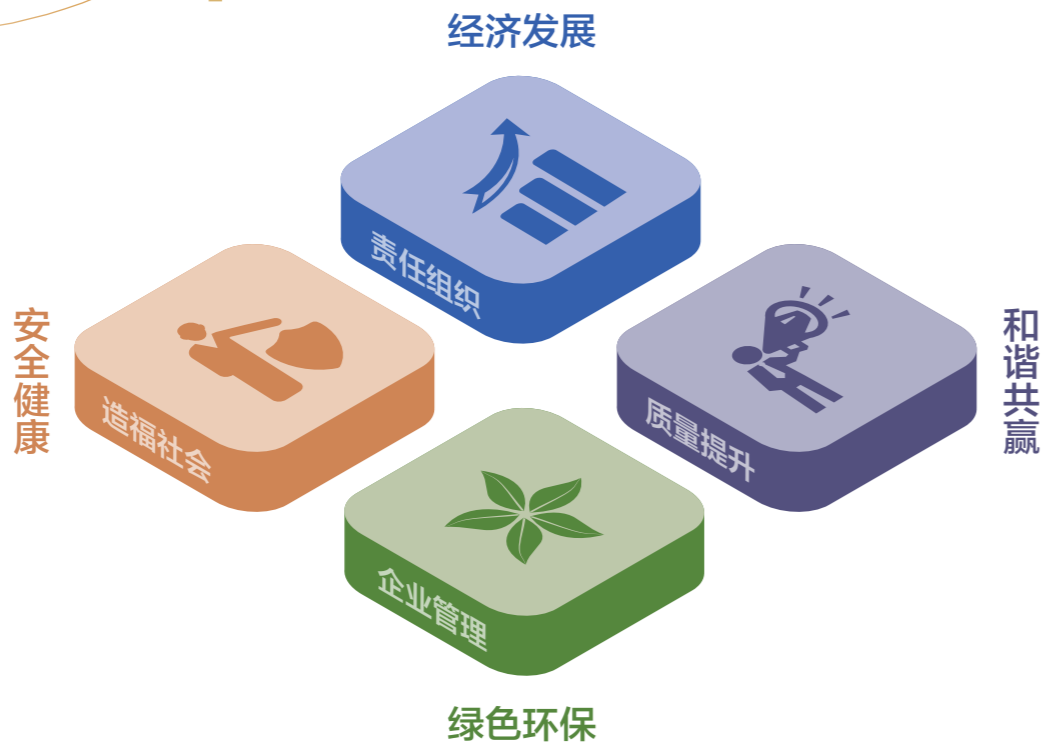 经济发展
责任组织
安全健康
造福社会
质量提升
和谐共赢
企业管理
绿色环保